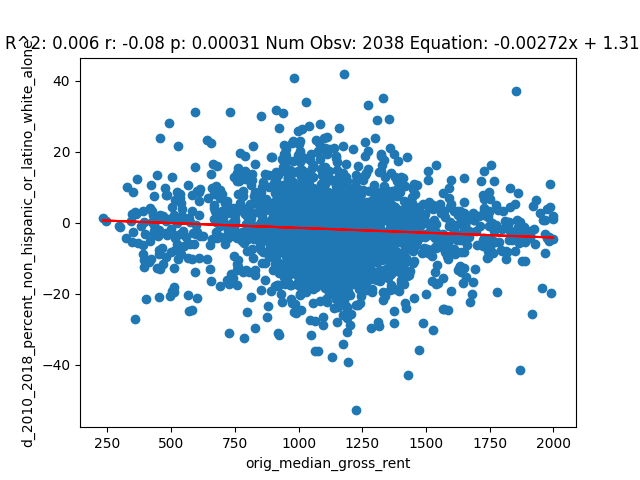 R^2: 0.006 r: -0.08 p: 0.00031 Num Obsv: 2038 Equation: -0.00272x + 1.31
d_2010_2018_percent_non_hispanic_or_latino_white_alone
40
20
0
−20
−40
250 500 750 1000 1250 1500 1750 2000
orig_median_gross_rent